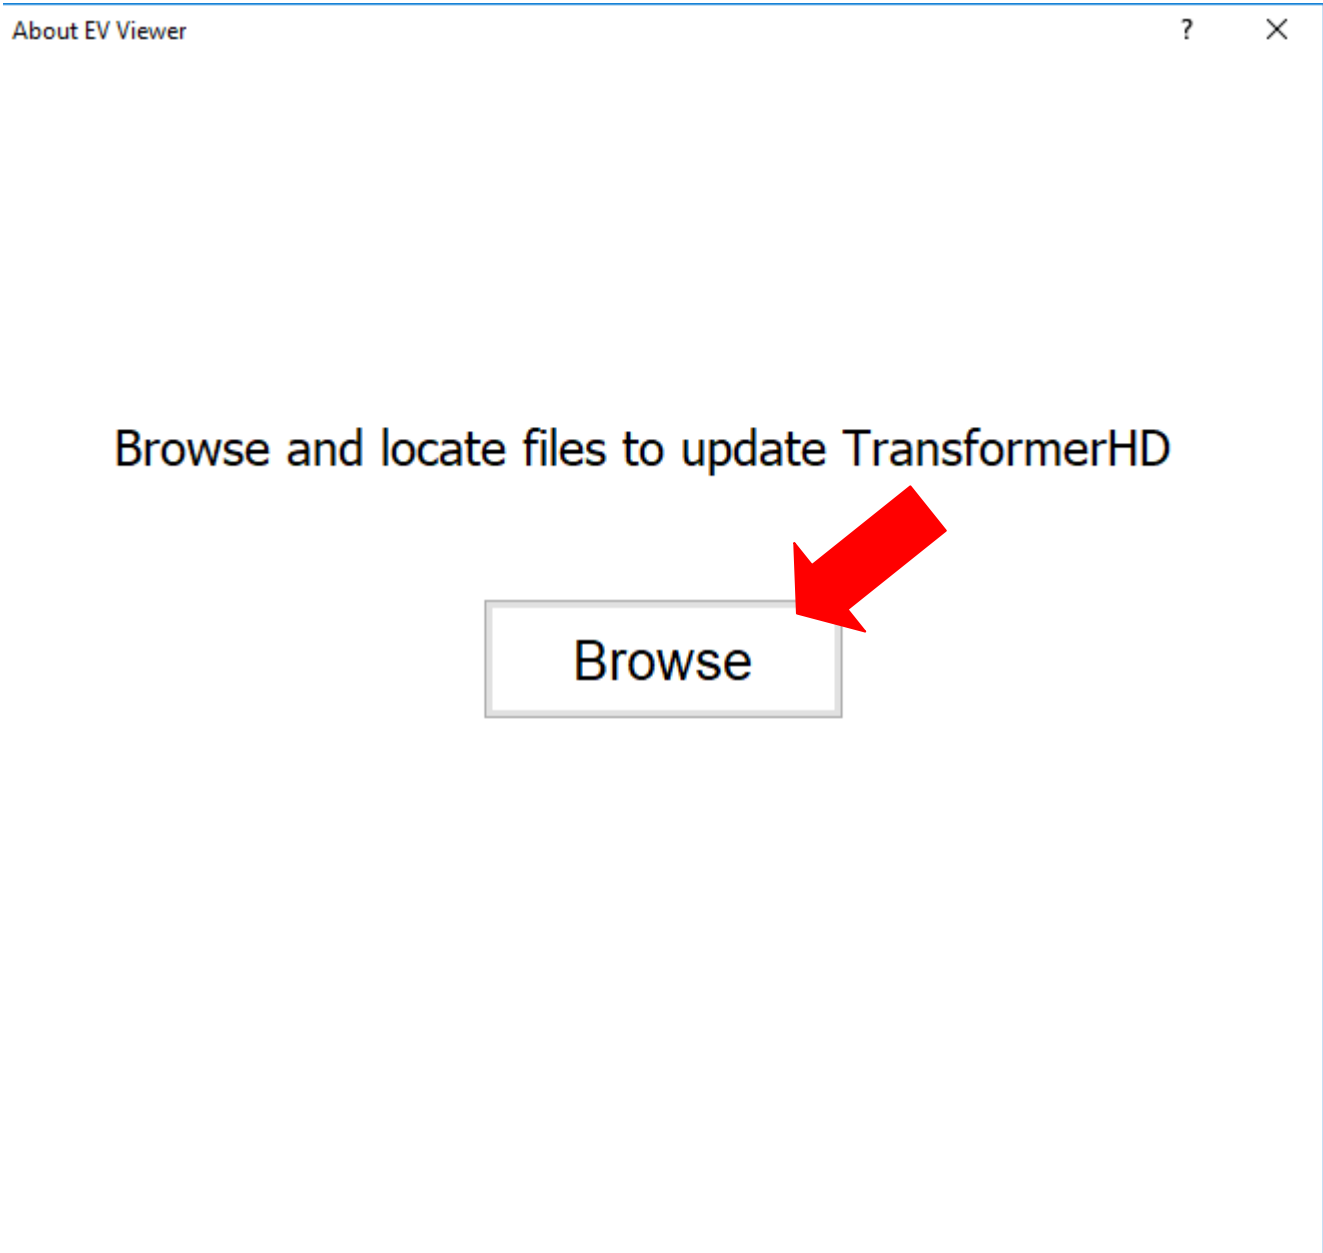 About EV Viewer ?
Browse and locate files to update TransformerHD
Browse